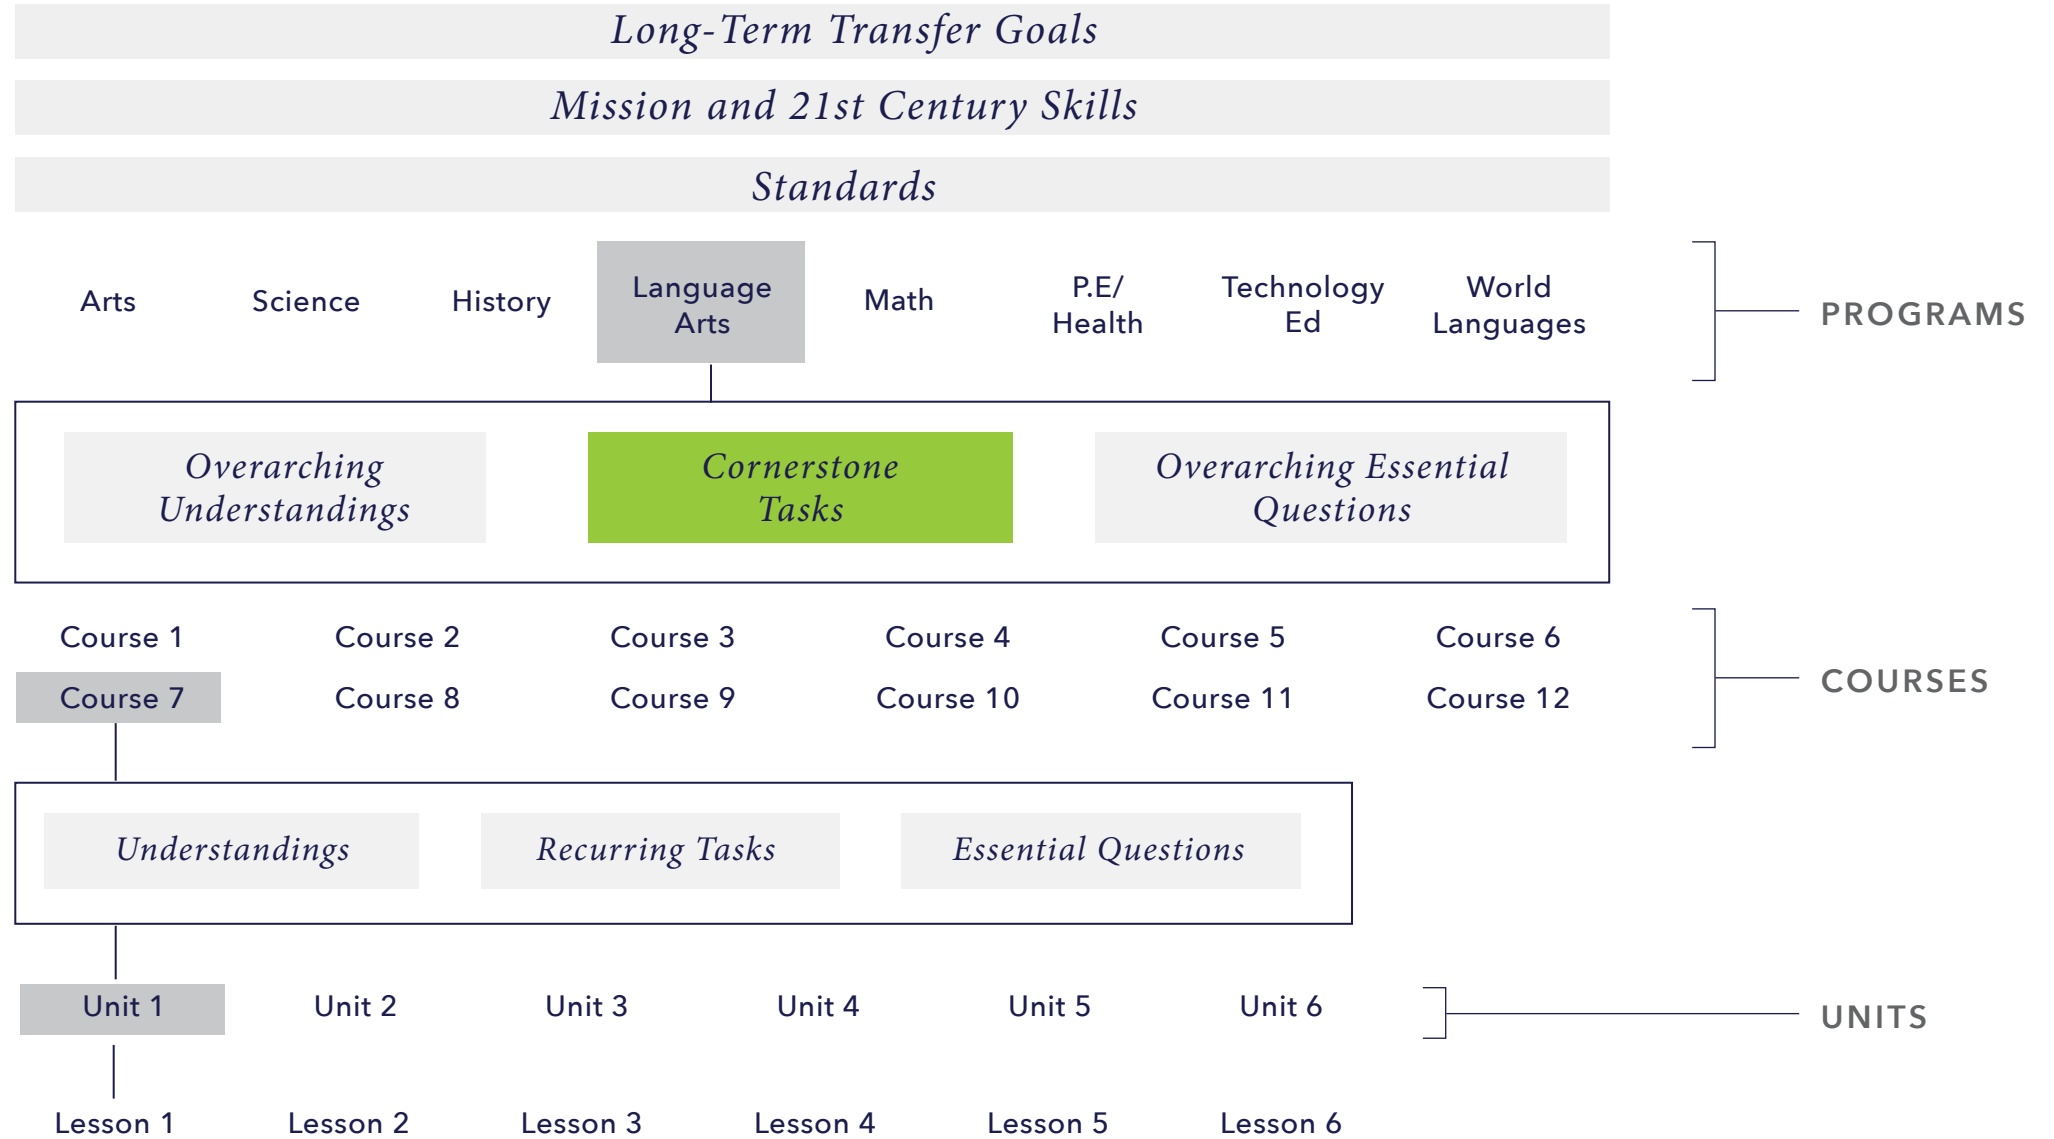 Long-Term Transfer Goals
Mission and 21st Century Skills
Standards
Arts
Science
History
Language
Arts
Math
P.E/
Health
Technology
Ed
World
Languages
PROGRAMS
Overarching
Understandings
Cornerstone
Tasks
Overarching Essential
Questions
Course 1
Course 2
Course 3
Course 4
Course 5
Course 6
Course 7
Course 8
Course 9
Course 10
Course 11
Course 12
COURSES
Understandings
Recurring Tasks
Essential Questions
Unit 1
Unit 2
Unit 3
Unit 4
Unit 5
Unit 6
UNITS
Lesson 1
Lesson 2
Lesson 3
Lesson 4
Lesson 5
Lesson 6